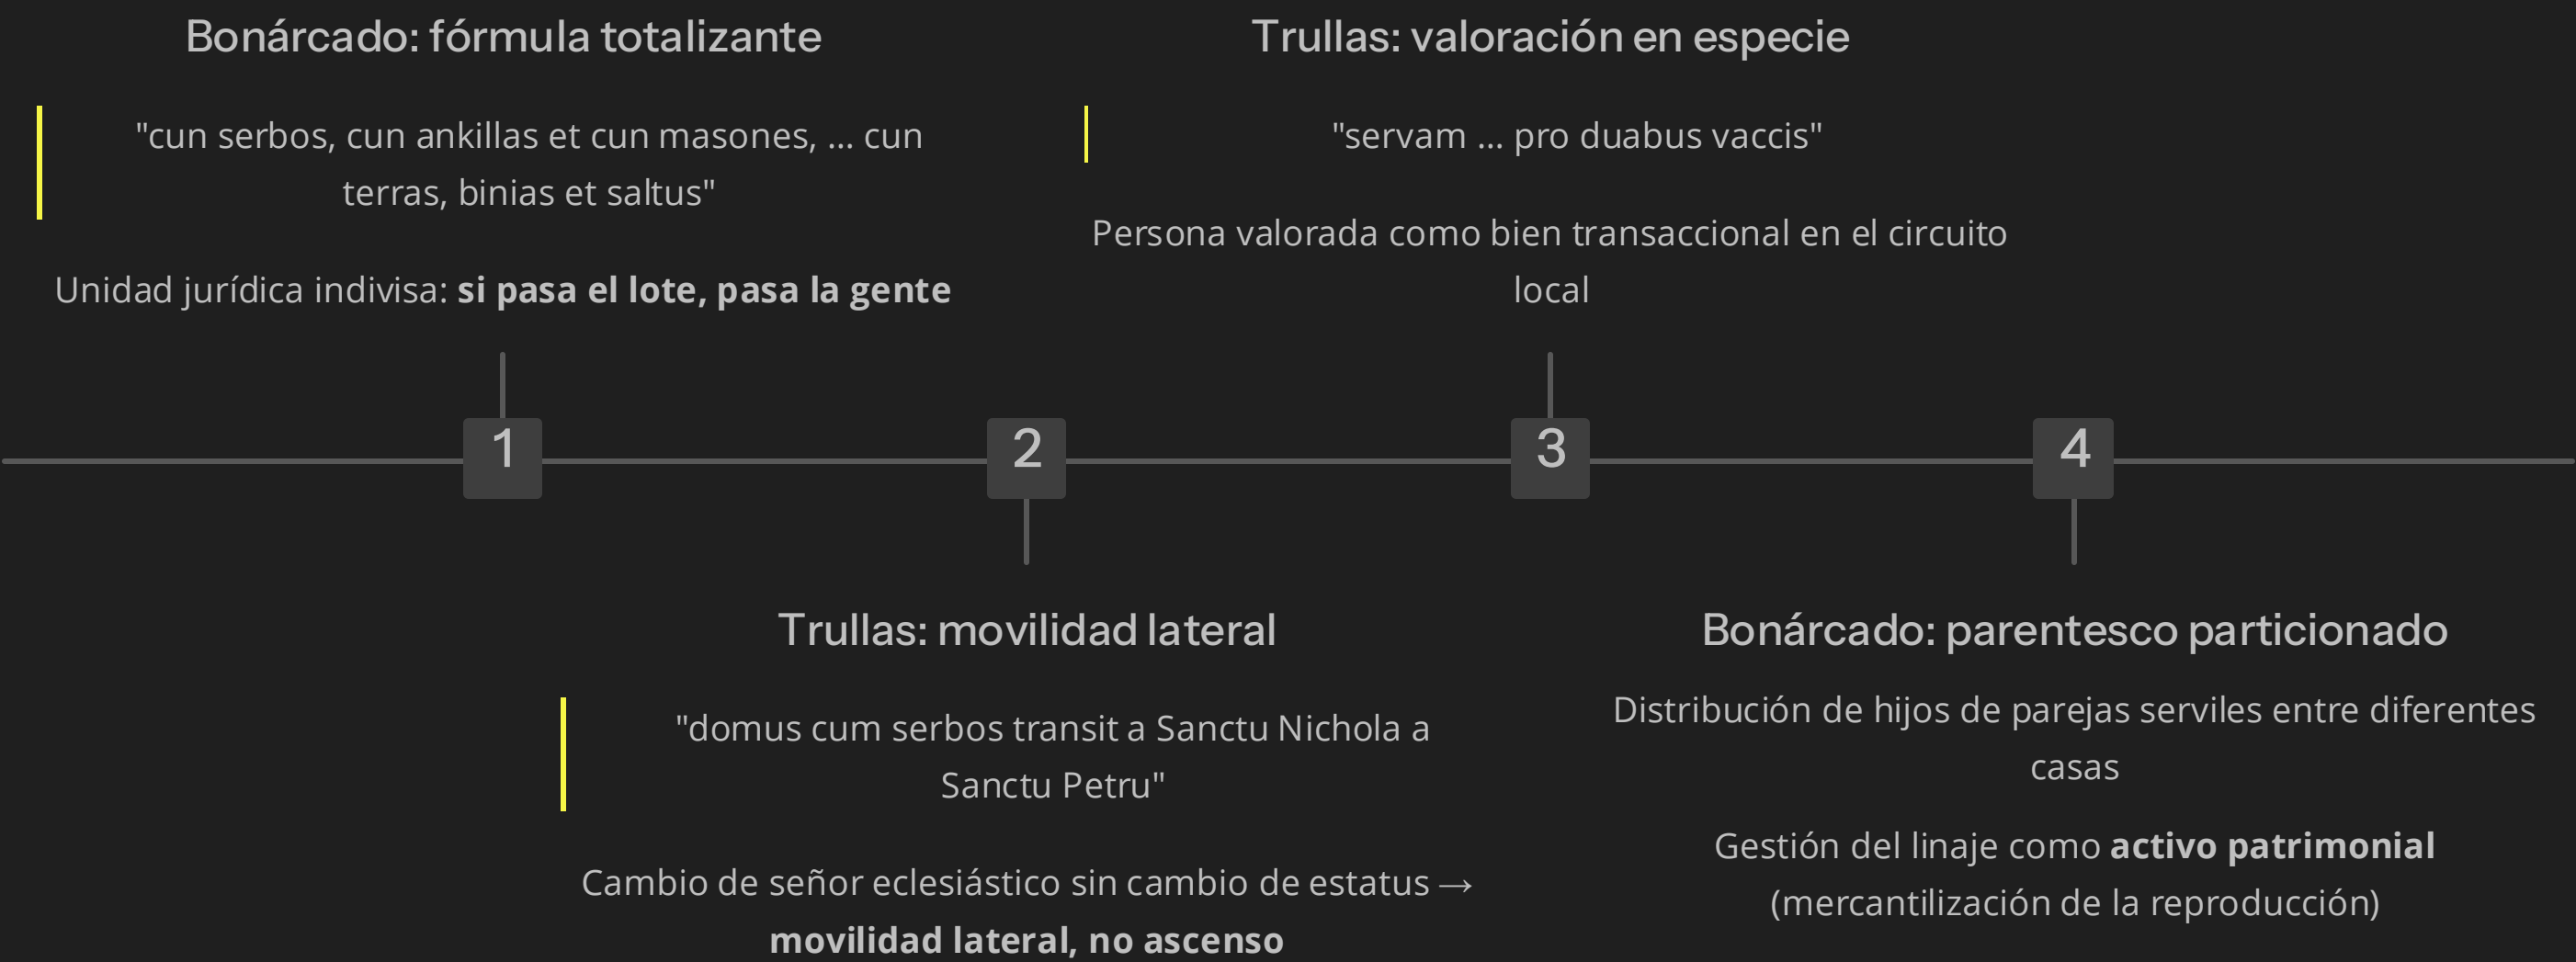 Bonárcado: fórmula totalizante
"cun serbos, cun ankillas et cun masones, ... cun
terras, binias et saltus"
Unidad jurídica indivisa: si pasa el lote, pasa la gente
Trullas: valoración en especie
"servam ... pro duabus vaccis"
Persona valorada como bien transaccional en el circuito
local
1
2
3
4
Trullas: movilidad lateral
"domus cum serbos transit a Sanctu Nichola a
Sanctu Petru"
Cambio de señor eclesiástico sin cambio de estatus →
movilidad lateral, no ascenso
Bonárcado: parentesco particionado
Distribución de hijos de parejas serviles entre diferentes
casas
Gestión del linaje como activo patrimonial
(mercantilización de la reproducción)